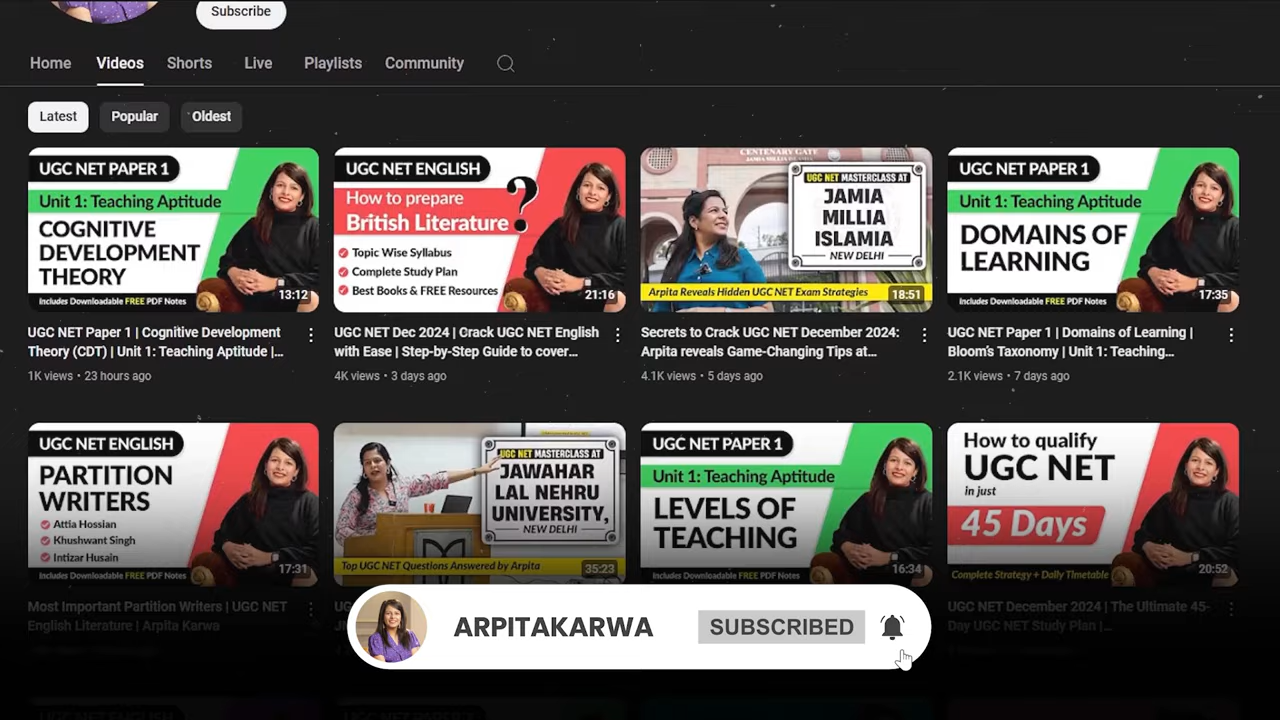 Subscribe
Home Videos Shorts Live Playlists Community
Latest Popular Oldest
UGC NET PAPER 1
Unit 1: Teaching Aptitude
COGNITIVE
DEVELOPMENT
THEORY
Includes Downloadable FREE PDF Notes
13:12
UGC NET Paper 1 | Cognitive Development
Theory (CDT) | Unit 1: Teaching Aptitude |...
1K views • 23 hours ago
UGC NET ENGLISH
How to prepare
British Literature ?
Topic Wise Syllabus
Complete Study Plan
Best Books & FREE Resources
21:16
UGC NET Dec 2024 | Crack UGC NET English
with Ease | Step-by-Step Guide to cover...
4K views • 3 days ago
CENTENARY GATE
JAMIA MILLIA ISLAMIA
UGC NET MASTERCLASS AT
JAMIA
MILLIA
ISLAMIA
NEW DELHI
Arpita Reveals Hidden UGC NET Exam Strategies
18:51
Secrets to Crack UGC NET December 2024:
Arpita reveals Game-Changing Tips at...
4.1K views • 5 days ago
UGC NET PAPER 1
Unit 1: Teaching Aptitude
DOMAINS OF
LEARNING
Includes Downloadable FREE PDF Notes
17:35
UGC NET Paper 1 | Domains of Learning |
Bloom's Taxonomy | Unit 1: Teaching...
2.1K views • 7 days ago
UGC NET ENGLISH
PARTITION
WRITERS
Attia Hossian
Khushwant Singh
Intizar Husain
Includes Downloadable FREE PDF Notes
17:31
Most Important Partition Writers | UGC NET
English Literature | Arpita Karwa
UGC NET MASTERCLASS AT
JAWAHAR
LAL NEHRU
UNIVERSITY,
NEW DELHI
Top UGC NET Questions Answered by Arpita
35:23
UGC NET PAPER 1
Unit 1: Teaching Aptitude
LEVELS OF
TEACHING
16:34
How to qualify
UGC NET
in just
45 Days
Complete Strategy + Daily Timetable
20:52
UGC NET December 2024 | The Ultimate 45-
Day UGC NET Study Plan |...
ARPITAKARWA SUBSCRIBED